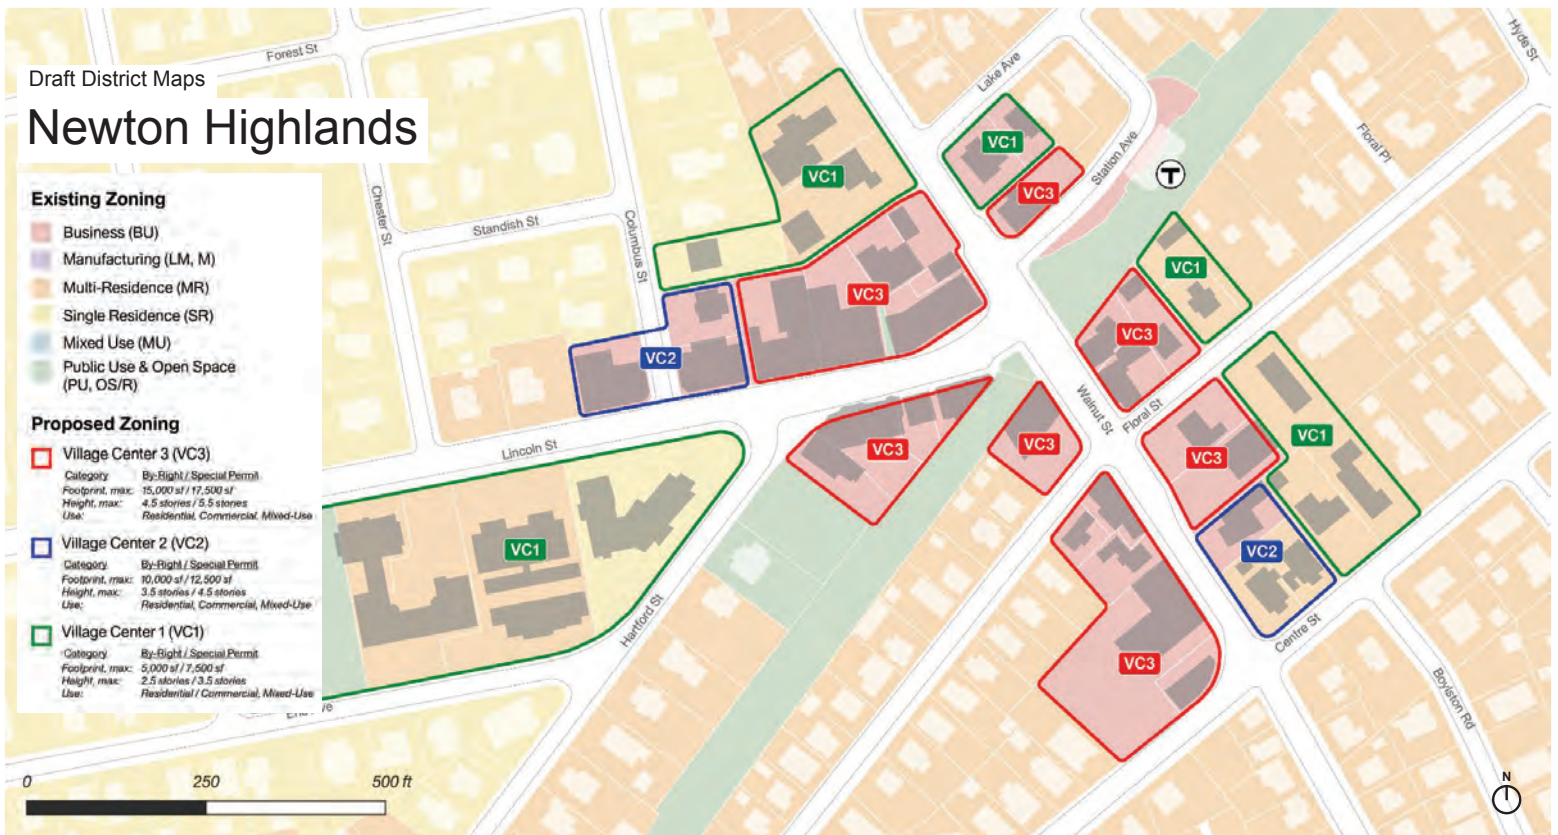 Draft District Maps
Newton Highlands
Existing Zoning
Business (BU)
Manufacturing (LM, M)
Multi-Residence (MR)
Single Residence (SR)
Mixed Use (MU)
Public Use & Open Space
(PU, OS/R)
Proposed Zoning
Village Center 3 (VC3)
Category By-Right / Special Permit
Footprint, max: 15,000 sf / 17,500 sf
Height, max: 4.5 stories / 5.5 stories
Use: Residential, Commercial, Mixed-Use
Village Center 2 (VC2)
Category By-Right / Special Permit
Footprint, max: 10,000 sf / 12,500 sf
Height, max: 3.5 stories / 4.5 stories
Use: Residential, Commercial, Mixed-Use
Village Center 1 (VC1)
Category By-Right / Special Permit
Footprint, max: 5,000 sf / 7,500 sf
Height, max: 2.5 stories / 3.5 stories
Use: Residential / Commercial, Mixed-Use
0 250 500 ft
Forest St
Chester St
Standish St
Columbus St
Lincoln St
Hartford St
Lake Ave
Station Ave
Hyde St
Floral Pl
Walnut St
Floral St
Centre St
Boylston Rd
T
VC1
VC1
VC3
VC1
VC3
VC2
VC3
VC3
VC3
VC1
VC3
VC2
VC1
VC3
N